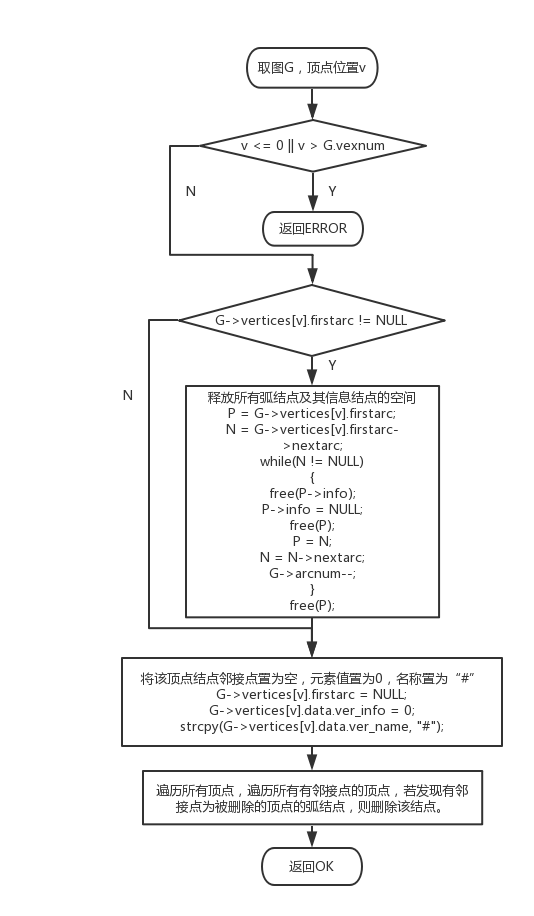 取图G，顶点位置v
v <= 0 || v > G.vexnum
N
Y
返回ERROR
G->vertices[v].firstarc != NULL
Y
N
释放所有弧结点及其信息结点的空间
P = G->vertices[v].firstarc;
N = G->vertices[v].firstarc-
>nextarc;
while(N != NULL)
{
free(P->info);
P->info = NULL;
free(P);
P = N;
N = N->nextarc;
G->arcnum--;
}
free(P);
将该顶点结点邻接点置为空，元素值置为0，名称置为“#”
G->vertices[v].firstarc = NULL;
G->vertices[v].data.ver_info = 0;
strcpy(G->vertices[v].data.ver_name, "#");
遍历所有顶点，遍历所有有邻接点的顶点，若发现有邻
接点为被删除的顶点的弧结点，则删除该结点。
返回OK